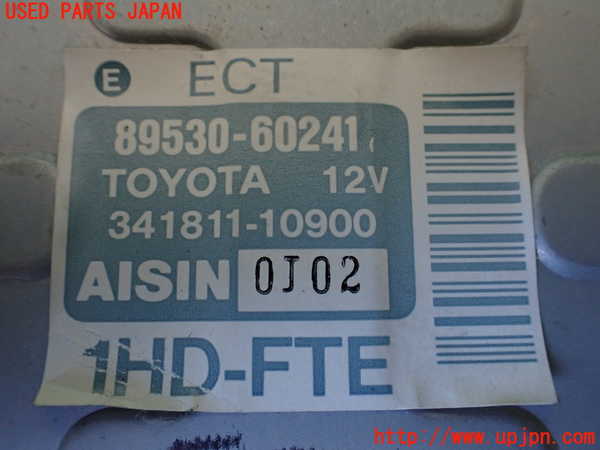 USED PARTS JAPAN
E ECT
89530-60241
TOYOTA 12V
341811-10900
AISIN 0J02
1HD-FTE
http://www.upjpn.com